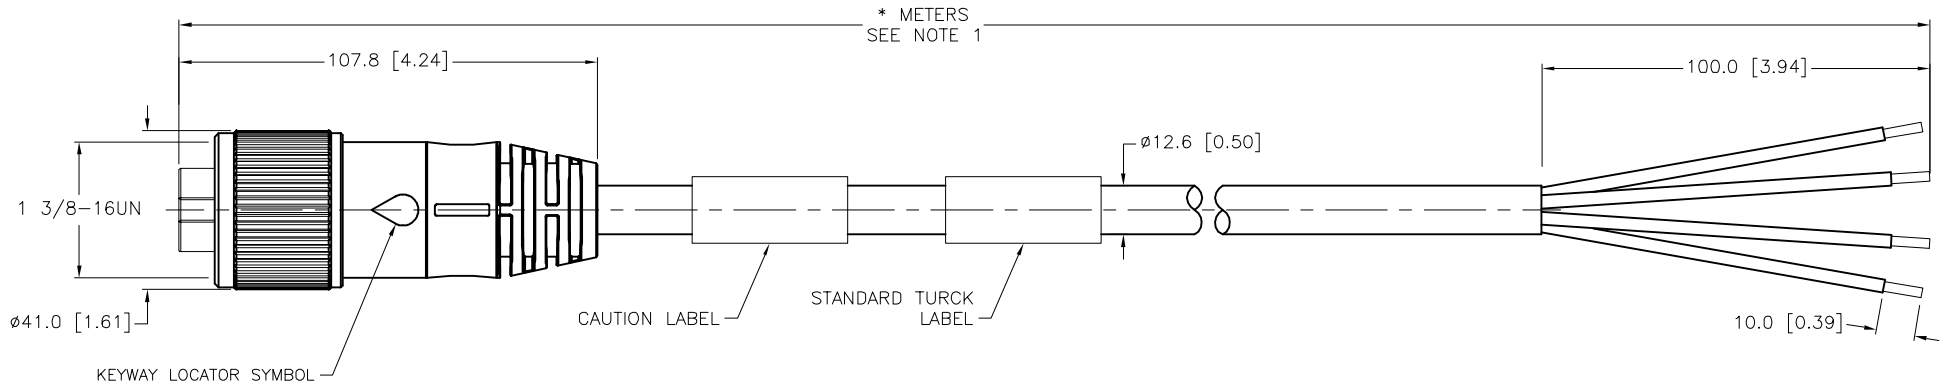 * METERS
SEE NOTE 1
107.8 [4.24]
100.0 [3.94]
ø12.6 [0.50]
1 3/8-16UN
STANDARD TURCK
LABEL
CAUTION LABEL
ø41.0 [1.61]
10.0 [0.39]
KEYWAY LOCATOR SYMBOL